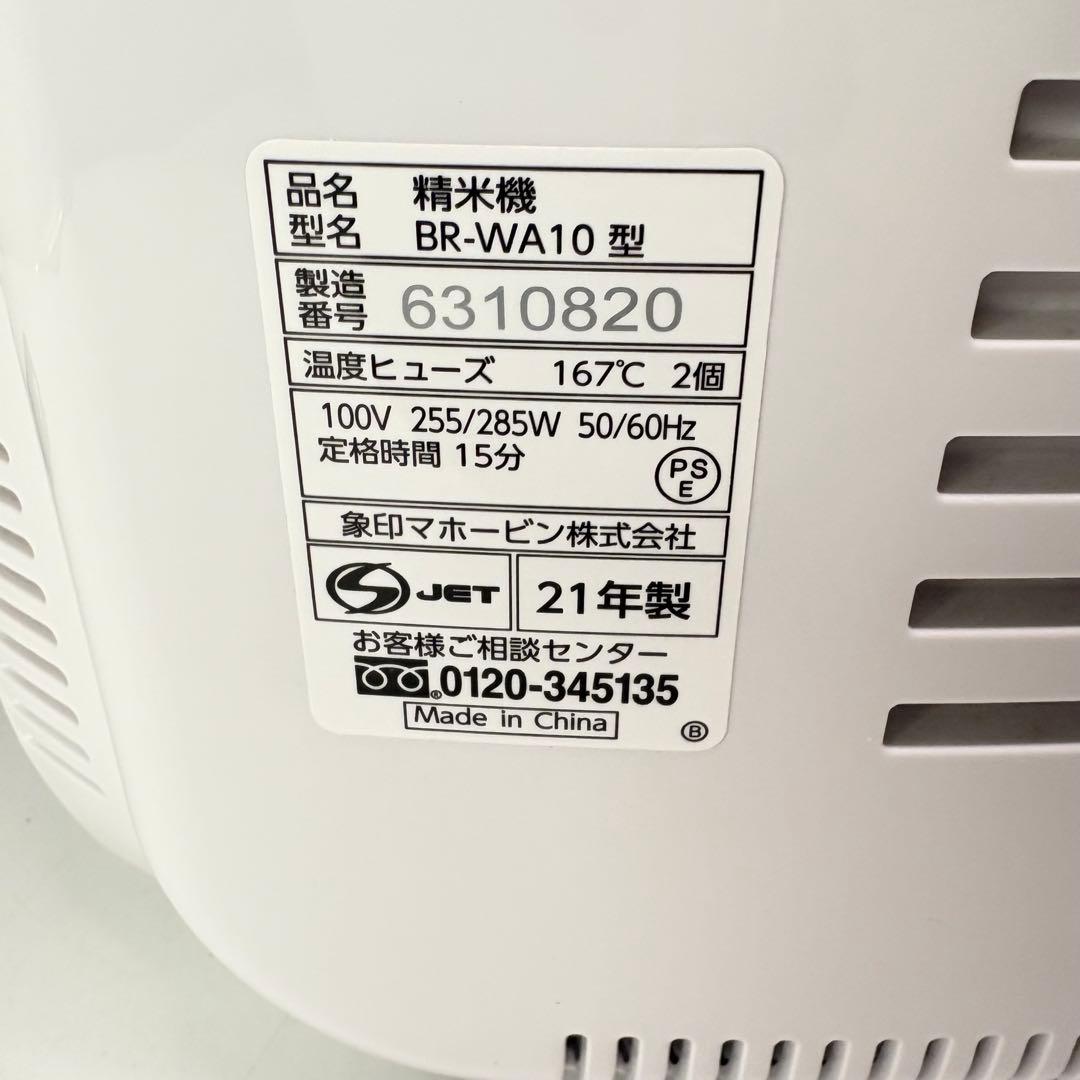 品名 精米機
型名 BR-WA10 型
製造
番号 6310820
温度ヒューズ 167℃ 2個
100V 255/285W 50/60Hz
定格時間 15分
PS
E
象印マホービン株式会社
S JET 21年製
お客様ご相談センター
®0120-345135
Made in China
Ⓑ